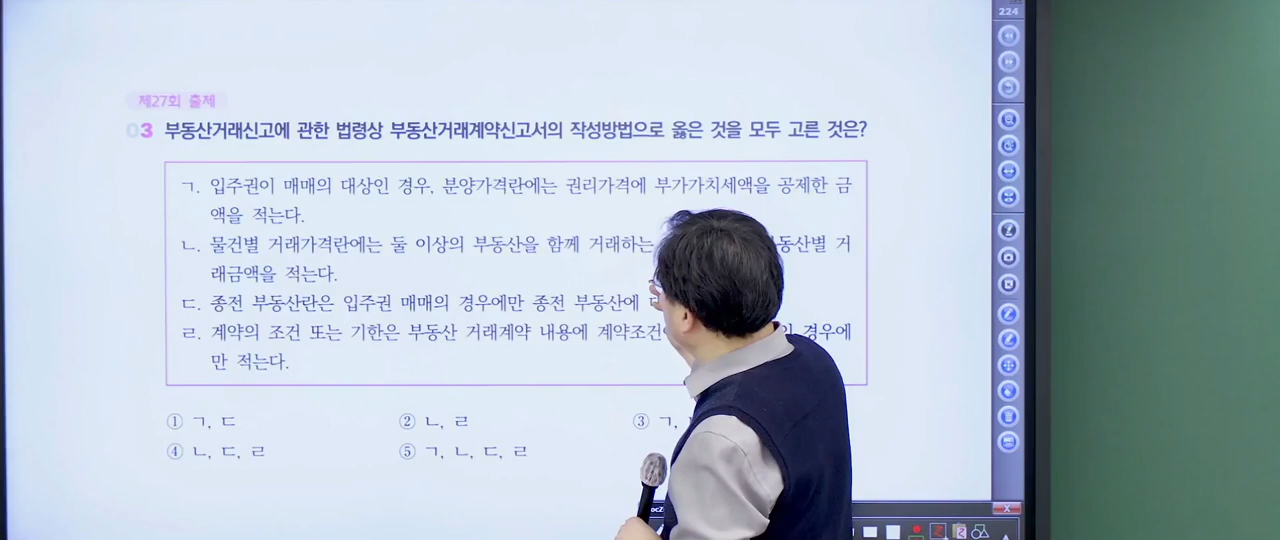 224
제27회 출제
03 부동산거래신고에 관한 법령상 부동산거래계약신고서의 작성방법으로 옳은 것을 모두 고른 것은?
ㄱ. 입주권이 매매의 대상인 경우, 분양가격란에는 권리가격에 부가가치세액을 공제한 금
액을 적는다.
ㄴ. 물건별 거래가격란에는 둘 이상의 부동산을 함께 거래하는 거
래금액을 적는다.
ㄷ. 종전 부동산란은 입주권 매매의 경우에만 종전 부동산에
ㄹ. 계약의 조건 또는 기한은 부동산 거래계약 내용에 경우에
만 적는다.
① ㄱ, ㄷ ② ㄴ, ㄹ ③ ㄱ,
④ ㄴ, ㄷ, ㄹ ⑤ ㄱ, ㄴ, ㄷ, ㄹ